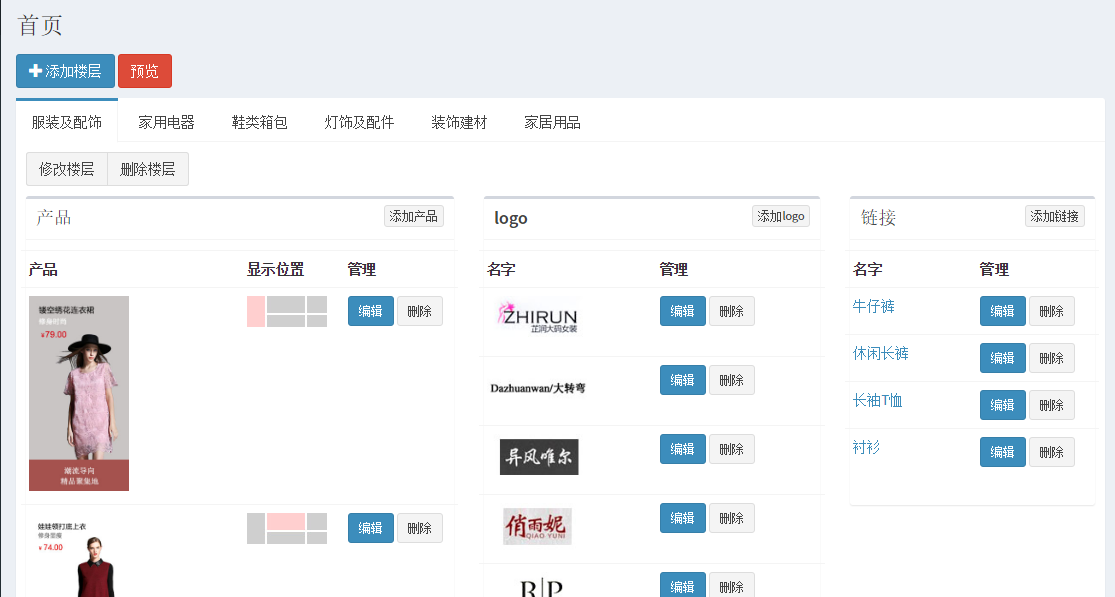 首页
添加楼层 预览
服装及配饰 家用电器 鞋类箱包 灯饰及配件 装饰建材 家居用品
修改楼层 删除楼层
产品 添加产品
产品 显示位置 管理
镂空绣花连衣裙
修身时尚
¥79.00
潮流导向
精品聚集地
编辑 删除
娃娃领打底上衣
修身显瘦
¥74.00
编辑 删除
logo 添加logo
名字 管理
ZHIRUN
芷润大码女装
编辑 删除
Dazhuanwan/大转弯
编辑 删除
异风唯尔
编辑 删除
俏雨妮
QIAO YUNI
编辑 删除
R|P
编辑 删除
链接 添加链接
名字 管理
牛仔裤 编辑 删除
休闲长裤 编辑 删除
长袖T恤 编辑 删除
衬衫 编辑 删除